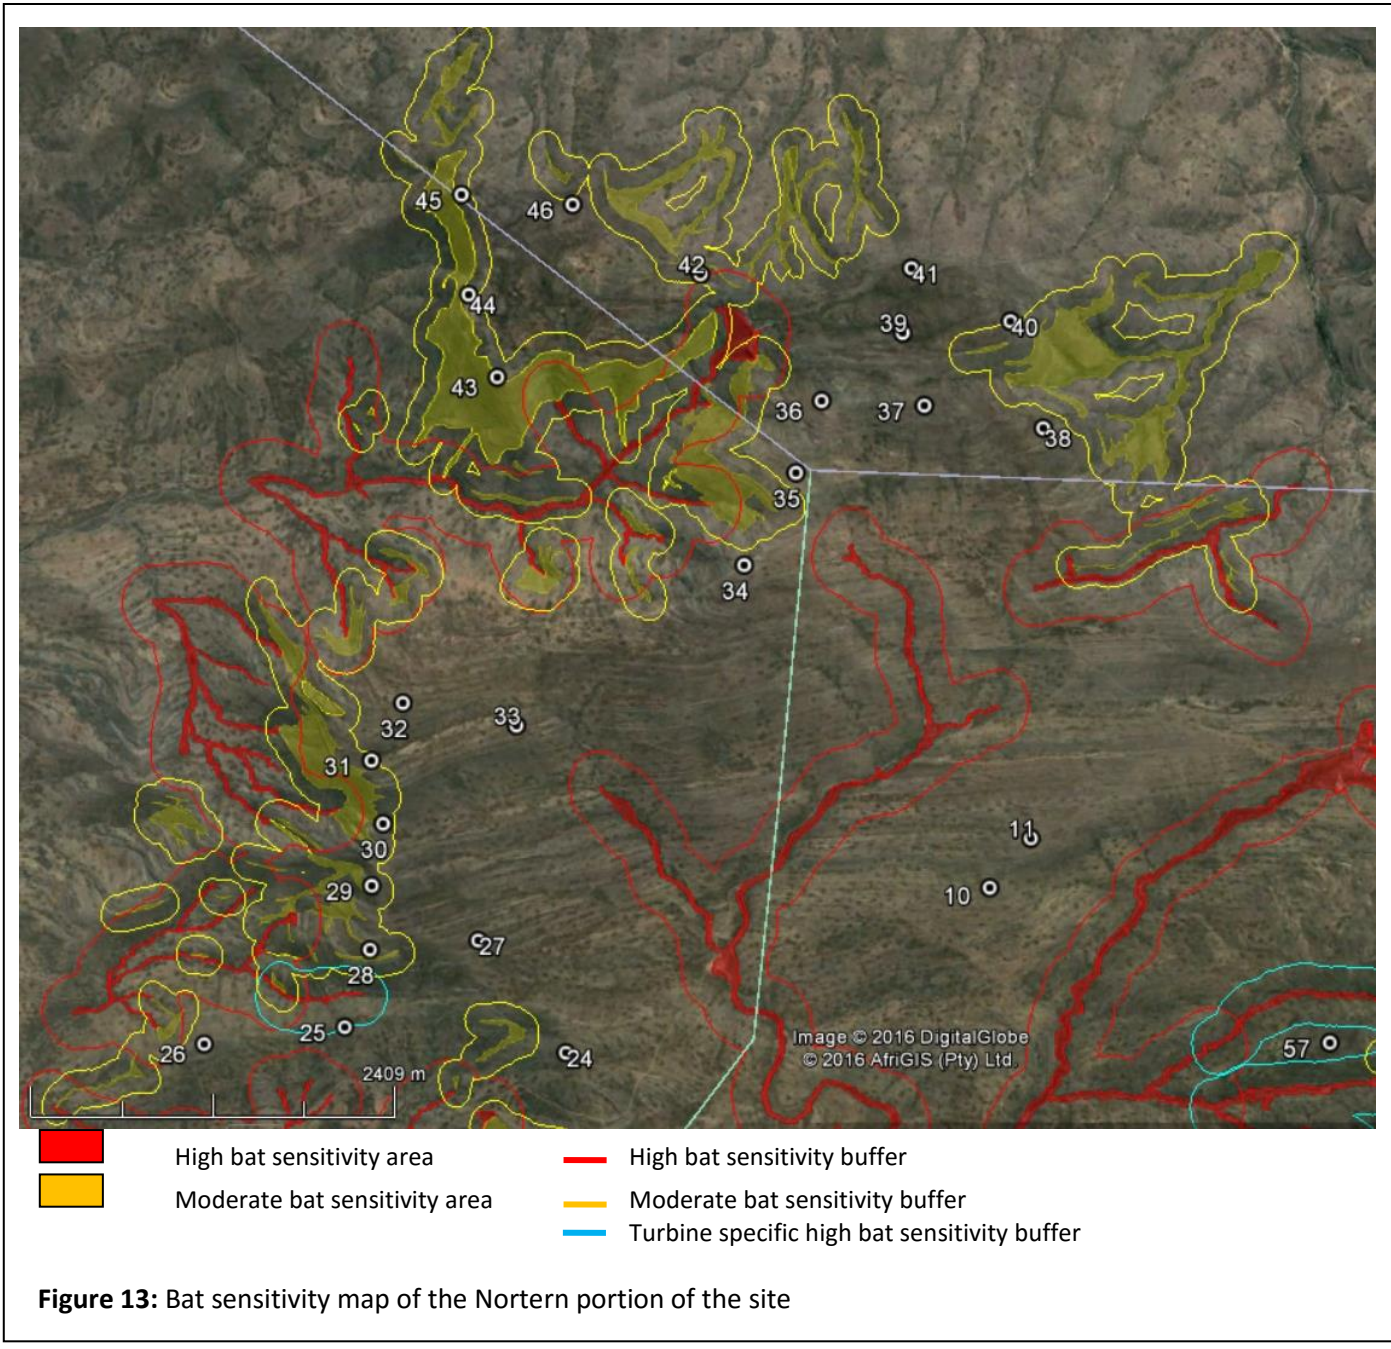 45
46
42
41
44
39
40
43
36
37
38
35
34
32
33
31
30
11
29
10
28
27
25
26
24
57
2409 m
Image © 2016 DigitalGlobe
© 2016 AfriGIS (Pty) Ltd.
High bat sensitivity area
High bat sensitivity buffer
Moderate bat sensitivity area
Moderate bat sensitivity buffer
Turbine specific high bat sensitivity buffer
Figure 13: Bat sensitivity map of the Nortern portion of the site